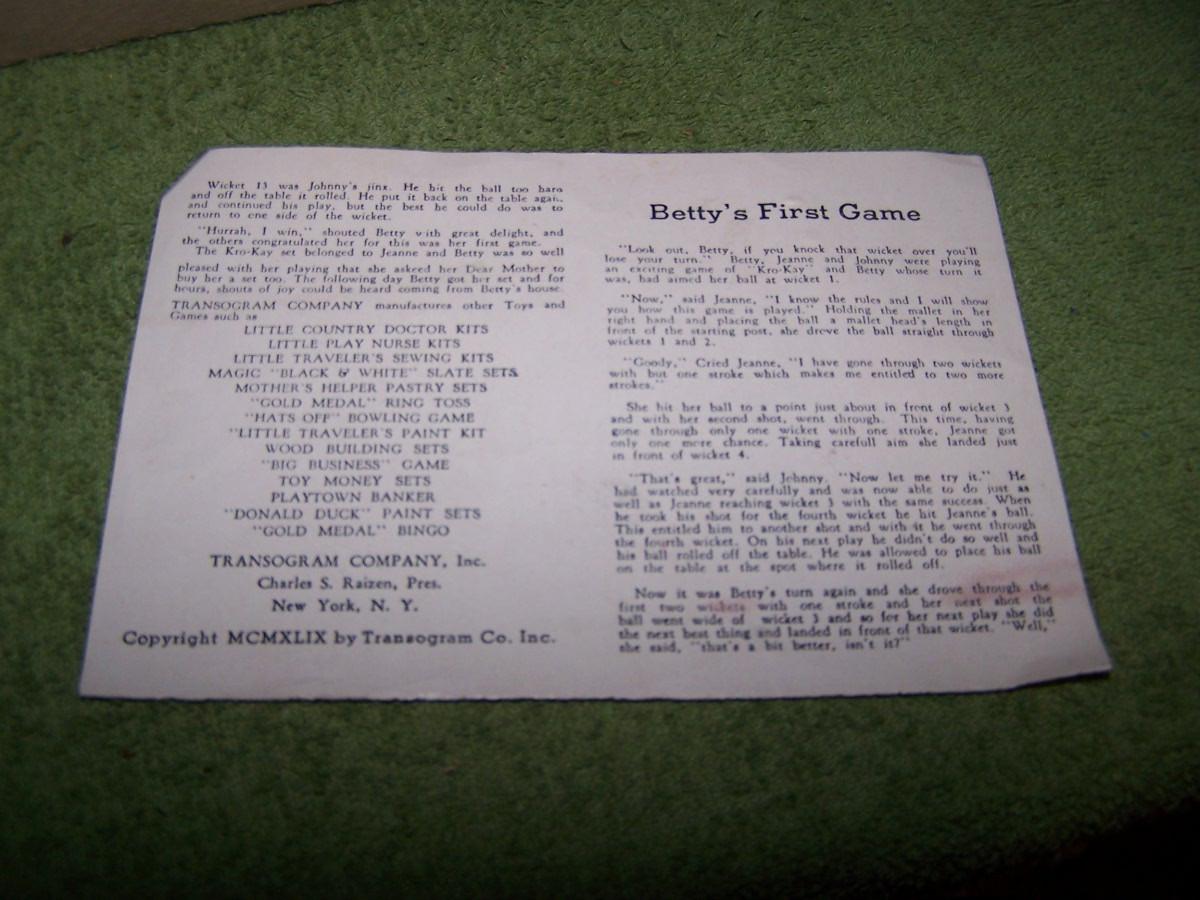 Wicket 13 was Johnny's jinx. He hit the ball too hard
and off the table it rolled. He put it back on the table again,
and continued his play, but the best he could do was to
return to one side of the wicket.
"Hurrah, I win," shouted Betty with great delight, and
the others congratulated her for this was her first game.
The Kro-Kay set belonged to Jeanne and Betty was so well
pleased with her playing that she askeed her Dear Mother to
buy her a set too. The following day Betty got her set and for
hours, shouts of joy could be heard coming from Betty's house.
TRANSOGRAM COMPANY manufactures other Toys and
Games such as
LITTLE COUNTRY DOCTOR KITS
LITTLE PLAY NURSE KITS
LITTLE TRAVELER'S SEWING KITS
MAGIC "BLACK & WHITE" SLATE SETS
MOTHER'S HELPER PASTRY SETS
"GOLD MEDAL" RING TOSS
"HATS OFF" BOWLING GAME
"LITTLE TRAVELER'S PAINT KIT
WOOD BUILDING SETS
"BIG BUSINESS" GAME
TOY MONEY SETS
PLAYTOWN BANKER
"DONALD DUCK" PAINT SETS
"GOLD MEDAL" BINGO
TRANSOGRAM COMPANY, Inc.
Charles S. Raizen, Pres.
New York, N. Y.
Copyright MCMXLIX by Transogram Co. Inc.
Betty's First Game
"Look out, Betty, if you knock that wicket over you'll
lose your turn." Betty, Jeanne and Johnny were playing
an exciting game of "Kro-Kay" and Betty whose turn it
was, had aimed her ball at wicket 1.
"Now," said Jeanne, "I know the rules and I will show
you how this game is played." Holding the mallet in her
right hand and placing the ball a mallet head's length in
front of the starting post, she drove the ball straight through
wickets 1 and 2.
"Goody," Cried Jeanne, "I have gone through two wickets
with but one stroke which makes me entitled to two more
strokes."
She hit her ball to a point just about in front of wicket 3
and with her second shot, went through. This time, having
gone through only one wicket with one stroke, Jeanne got
only one more chance. Taking carefull aim she landed just
in front of wicket 4.
"That's great," said Johnny. "Now let me try it." He
had watched very carefully and was now able to do just as
well as Jeanne reaching wicket 3 with the same success. When
he took his shot for the fourth wicket he hit Jeanne's ball.
This entitled him to another shot and with it he went through
the fourth wicket. On his next play he didn't do so well and
his ball rolled off the table. He was allowed to place his ball
on the table at the spot where it rolled off.
Now it was Betty's turn again and she drove through the
first two wickets with one stroke and her next shot the
ball went wide of wicket 3 and so for her next play she did
the next best thing and landed in front of that wicket. "Well,"
she said, "that's a bit better, isn't it?"